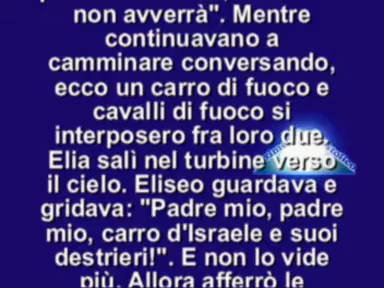 non avverrà". Mentre
continuavano a
camminare conversando,
ecco un carro di fuoco e
cavalli di fuoco si
interposero fra loro due.
Elia salì nel turbine verso
il cielo. Eliseo guardava e
gridava: "Padre mio, padre
mio, carro d'Israele e suoi
destrieri!". E non lo vide
più. Allora afferrò le